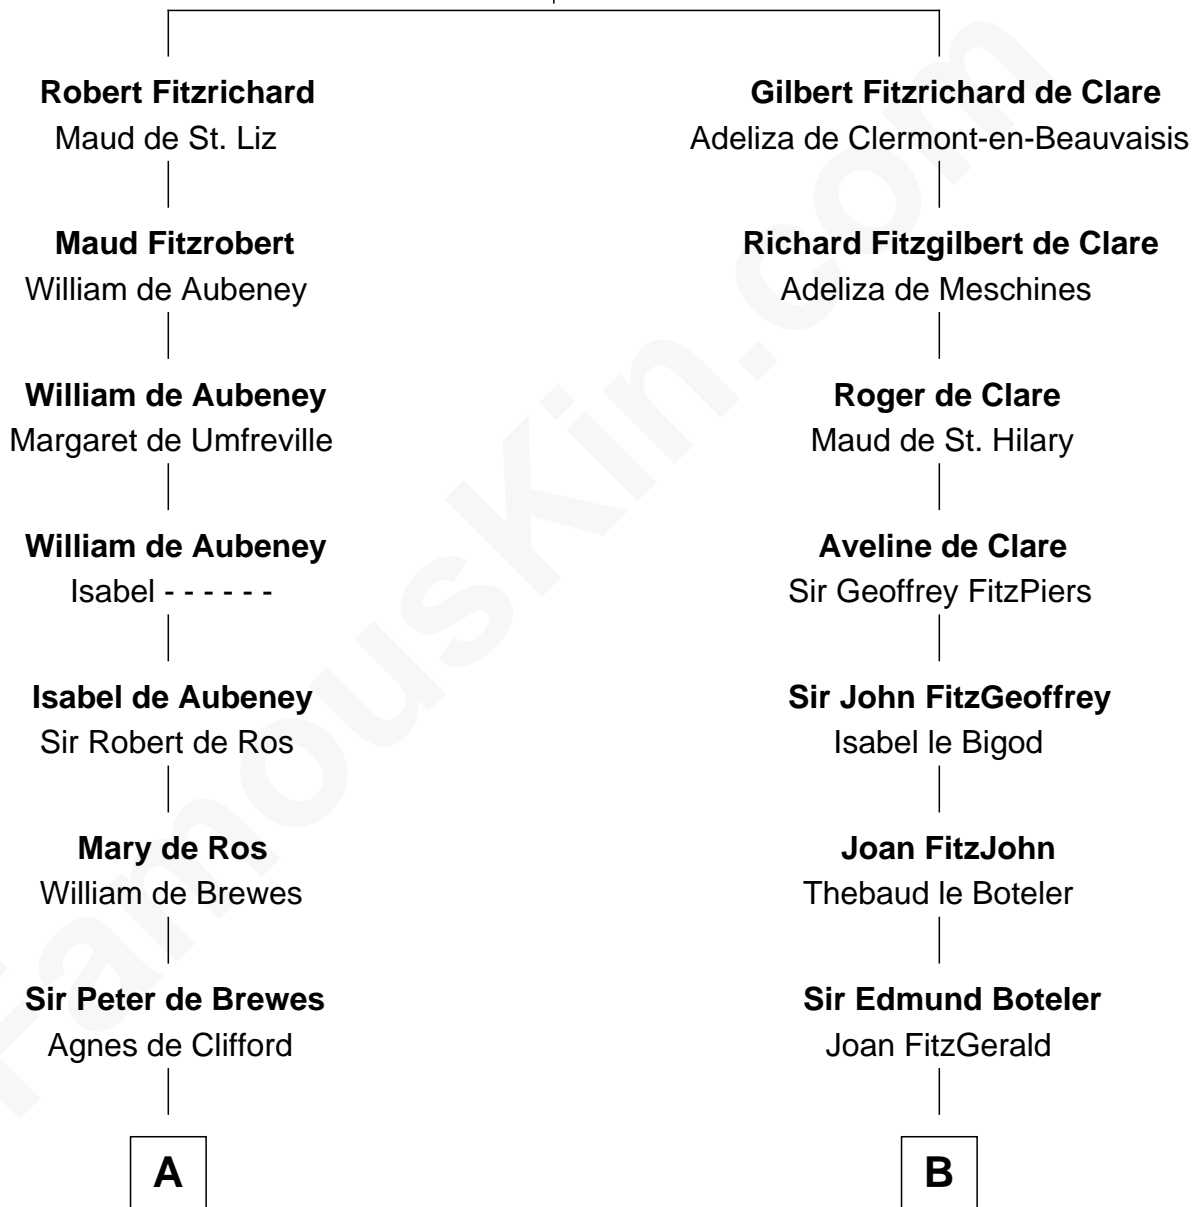 Robert Fitzrichard
Maud de St. Liz
Maud Fitzrobert
William de Aubeney
William de Aubeney
Margaret de Umfreville
William de Aubeney
Isabel - - - - - -
Isabel de Aubeney
Sir Robert de Ros
Mary de Ros
William de Brewes
Sir Peter de Brewes
Agnes de Clifford
A
Gilbert Fitzrichard de Clare
Adeliza de Clermont-en-Beauvaisis
Richard Fitzgilbert de Clare
Adeliza de Meschines
Roger de Clare
Maud de St. Hilary
Aveline de Clare
Sir Geoffrey FitzPiers
Sir John FitzGeoffrey
Isabel le Bigod
Joan FitzJohn
Thebaud le Boteler
Sir Edmund Boteler
Joan FitzGerald
B
FamousKin.com